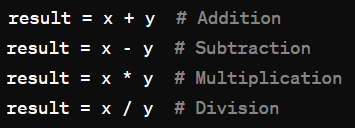 result = x + y  # Addition
result = x - y  # Subtraction
result = x * y  # Multiplication
result = x / y  # Division